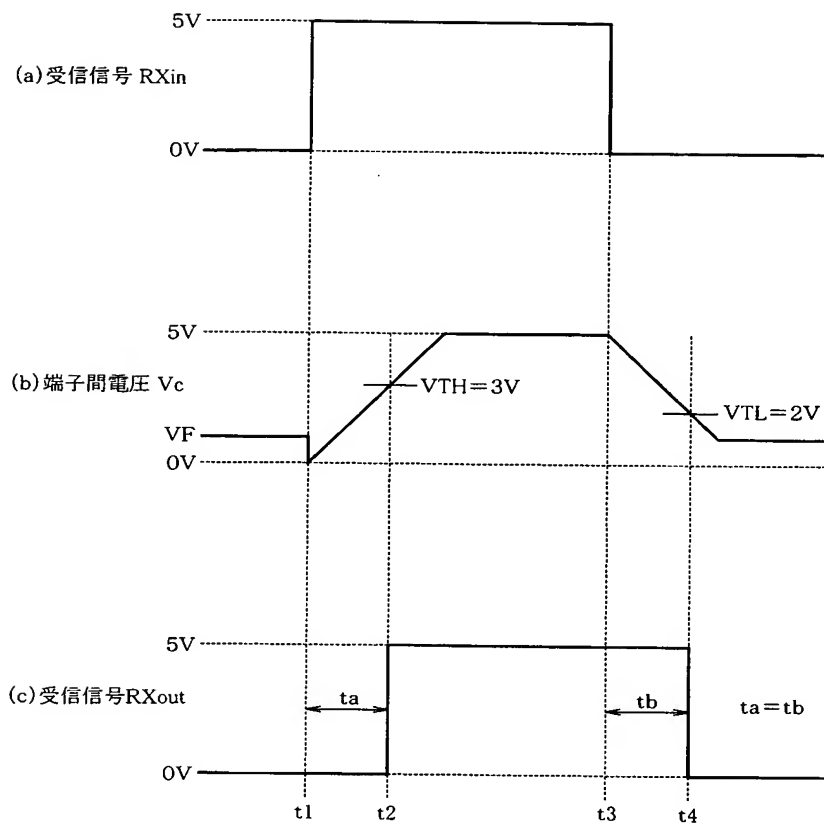 5V
(a)受信信号 RXin
0V
5V
VTH=3V
(b)端子間電圧 Vc
VTL=2V
VF
0V
5V
(c)受信信号RXout
ta
tb
ta=tb
0V
t1
t2
t3
t4